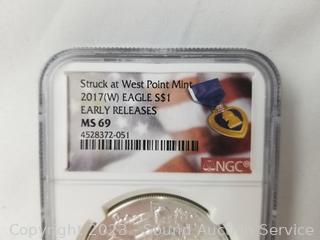 Struck at West Point Mint
2017(W) EAGLE S$1
EARLY RELEASES
MS 69
4528372-051
NGC
Copyright 2023 - Sound Auction Service